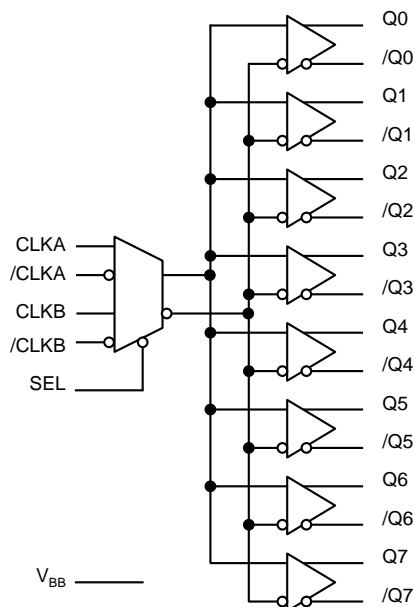 Q0
/Q0
Q1
/Q1
Q2
/Q2
CLKA
/CLKA
CLKB
/CLKB
SEL
Q3
/Q3
Q4
/Q4
Q5
/Q5
Q6
/Q6
Q7
/Q7
VBB